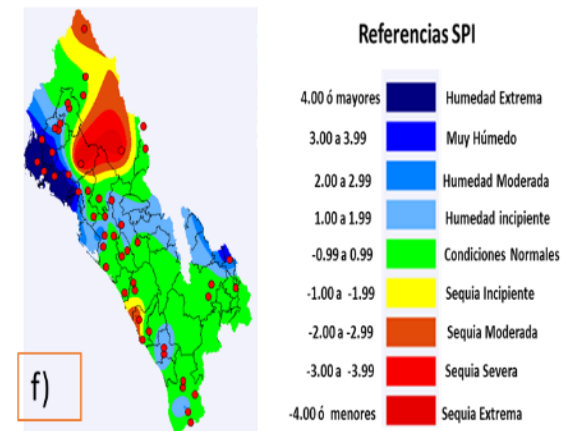 Referencias SPI
4.00 ó mayores Humedad Extrema
3.00 a 3.99 Muy Húmedo
2.00 a 2.99 Humedad Moderada
1.00 a 1.99 Humedad incipiente
-0.99 a 0.99 Condiciones Normales
-1.00 a -1.99 Sequia Incipiente
-2.00 a -2.99 Sequia Moderada
-3.00 a -3.99 Sequia Severa
-4.00 ó menores Sequia Extrema
f)